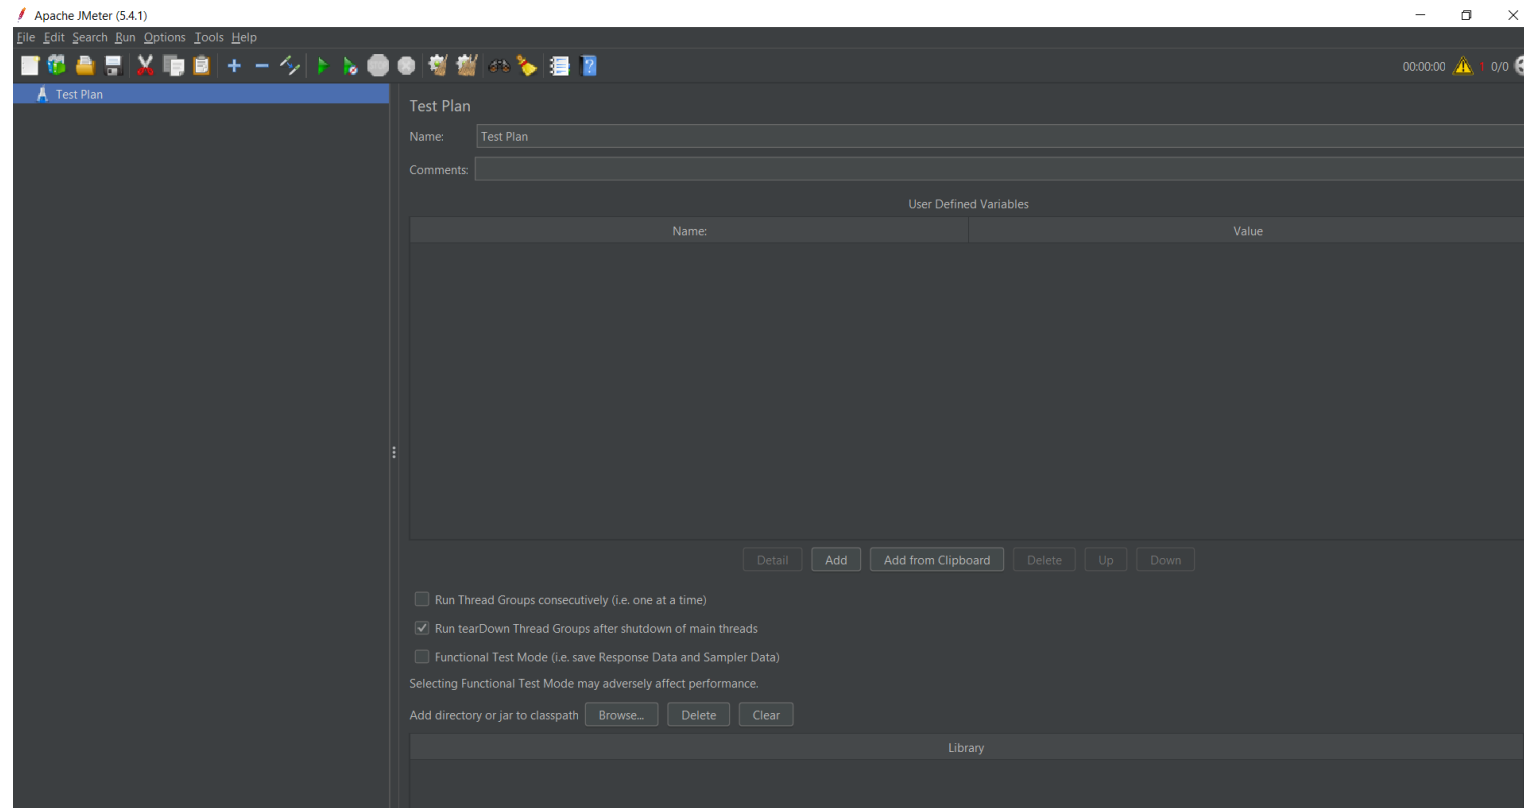 Apache JMeter (5.4.1)
File Edit Search Run Options Tools Help
00:00:00 1 0/0
Test Plan
Test Plan
Name: Test Plan
Comments:
User Defined Variables
Name: Value
Detail Add Add from Clipboard Delete Up Down
Run Thread Groups consecutively (i.e. one at a time)
Run tearDown Thread Groups after shutdown of main threads
Functional Test Mode (i.e. save Response Data and Sampler Data)
Selecting Functional Test Mode may adversely affect performance.
Add directory or jar to classpath Browse... Delete Clear
Library